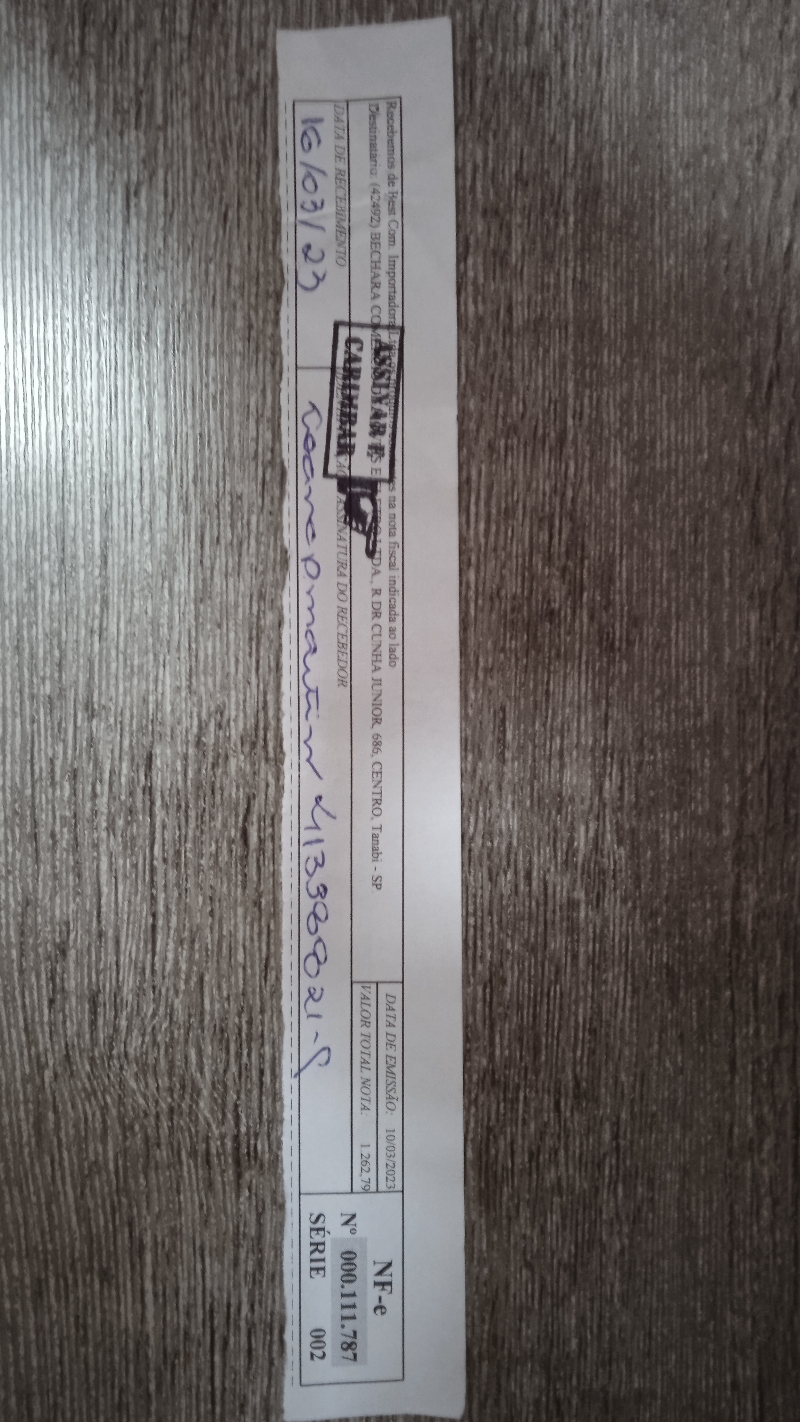 Recebemos de Best Com. Importadora na nota fiscal indicada ao lado
Destinatário: (42492) BECHARA LTDA., R DR CUNHA JUNIOR, 686, CENTRO, Tanabi - SP
ASSINAR E
CARIMBAR
DATA DE EMISSÃO: 10/03/2023
VALOR TOTAL NOTA: 1.262,79
DATA DE RECEBIMENTO
ASSINATURA DO RECEBEDOR
16/03/23
NF-e
Nº 000.111.787
SÉRIE 002